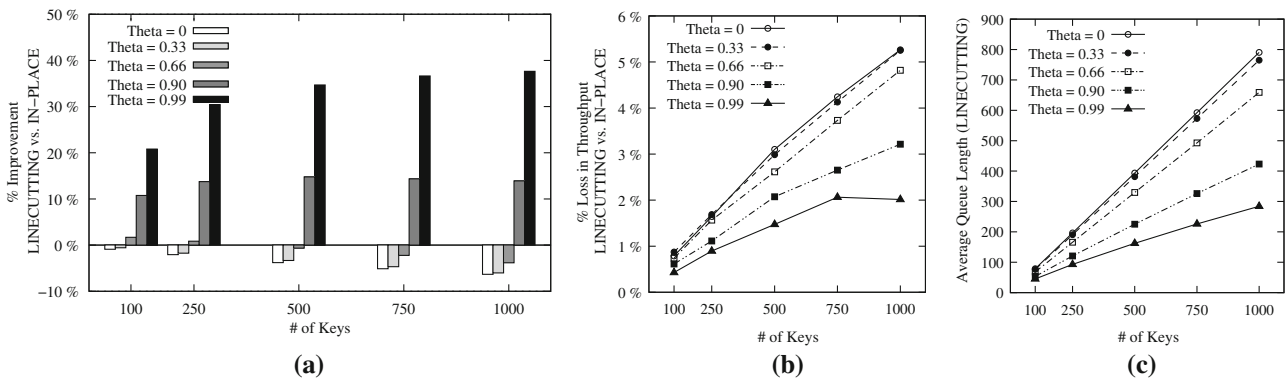 50 %
40 %
30 %
20 %
10 %
0 %
−10 %
% Improvement
LINECUTTING vs. IN-PLACE
Theta = 0
Theta = 0.33
Theta = 0.66
Theta = 0.90
Theta = 0.99
100
250
500
750
1000
# of Keys
(a)
6 %
5 %
4 %
3 %
2 %
1 %
0 %
% Loss in Throughput
LINECUTTING vs. IN-PLACE
Theta = 0
Theta = 0.33
Theta = 0.66
Theta = 0.90
Theta = 0.99
100
250
500
750
1000
# of Keys
(b)
900
800
700
600
500
400
300
200
100
0
Average Queue Length (LINECUTTING)
Theta = 0
Theta = 0.33
Theta = 0.66
Theta = 0.90
Theta = 0.99
100
250
500
750
1000
# of Keys
(c)